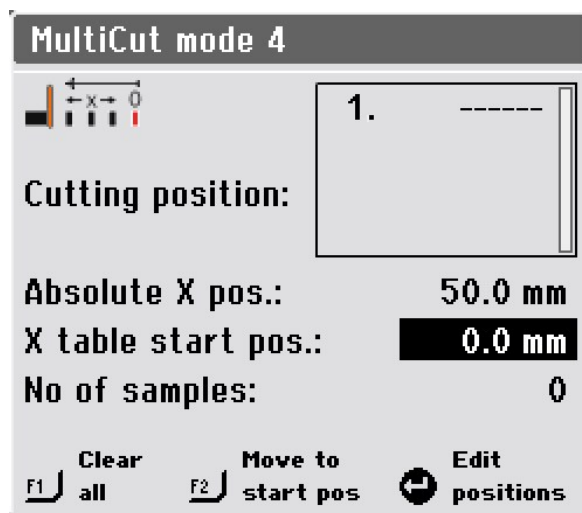 MultiCut mode 4
x 0
1. ------
Cutting position:
Absolute X pos.: 50.0 mm
X table start pos.: 0.0 mm
No of samples: 0
F1 Clear all
F2 Move to start pos
Edit positions